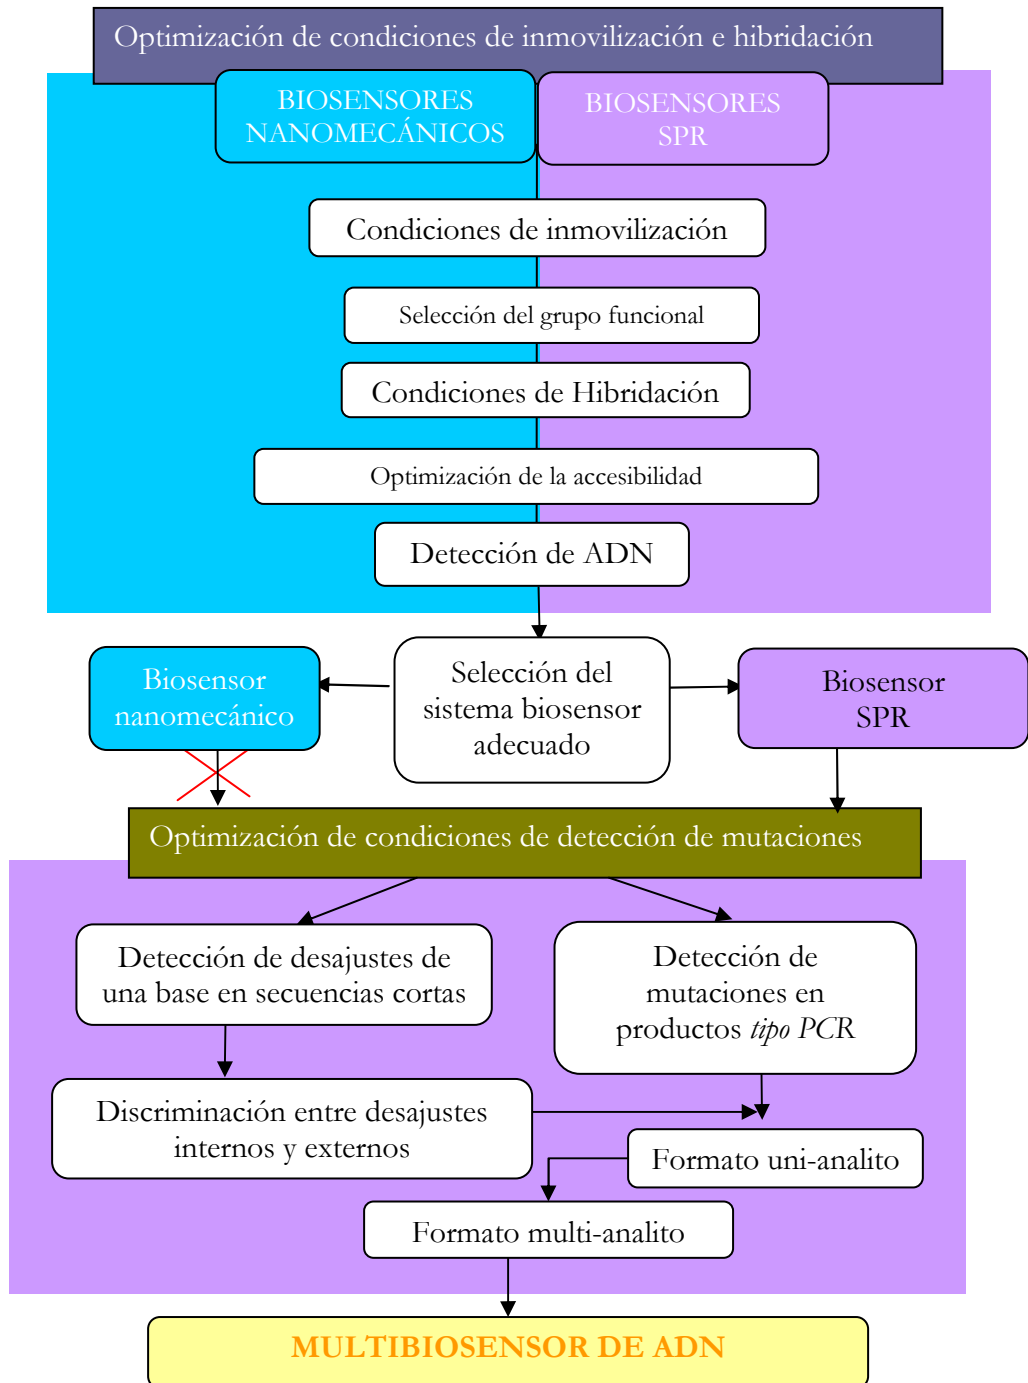 Optimización de condiciones de inmovilización e hibridación
BIOSENSORES
NANOMECÁNICOS
BIOSENSORES
SPR
Condiciones de inmovilización
Selección del grupo funcional
Condiciones de Hibridación
Optimización de la accesibilidad
Detección de ADN
Biosensor
nanomecánico
Selección del
sistema biosensor
adecuado
Biosensor
SPR
Optimización de condiciones de detección de mutaciones
Detección de desajustes de
una base en secuencias cortas
Detección de
mutaciones en
productos tipo PCR
Discriminación entre desajustes
internos y externos
Formato uni-analito
Formato multi-analito
MULTIBIOSENSOR DE ADN